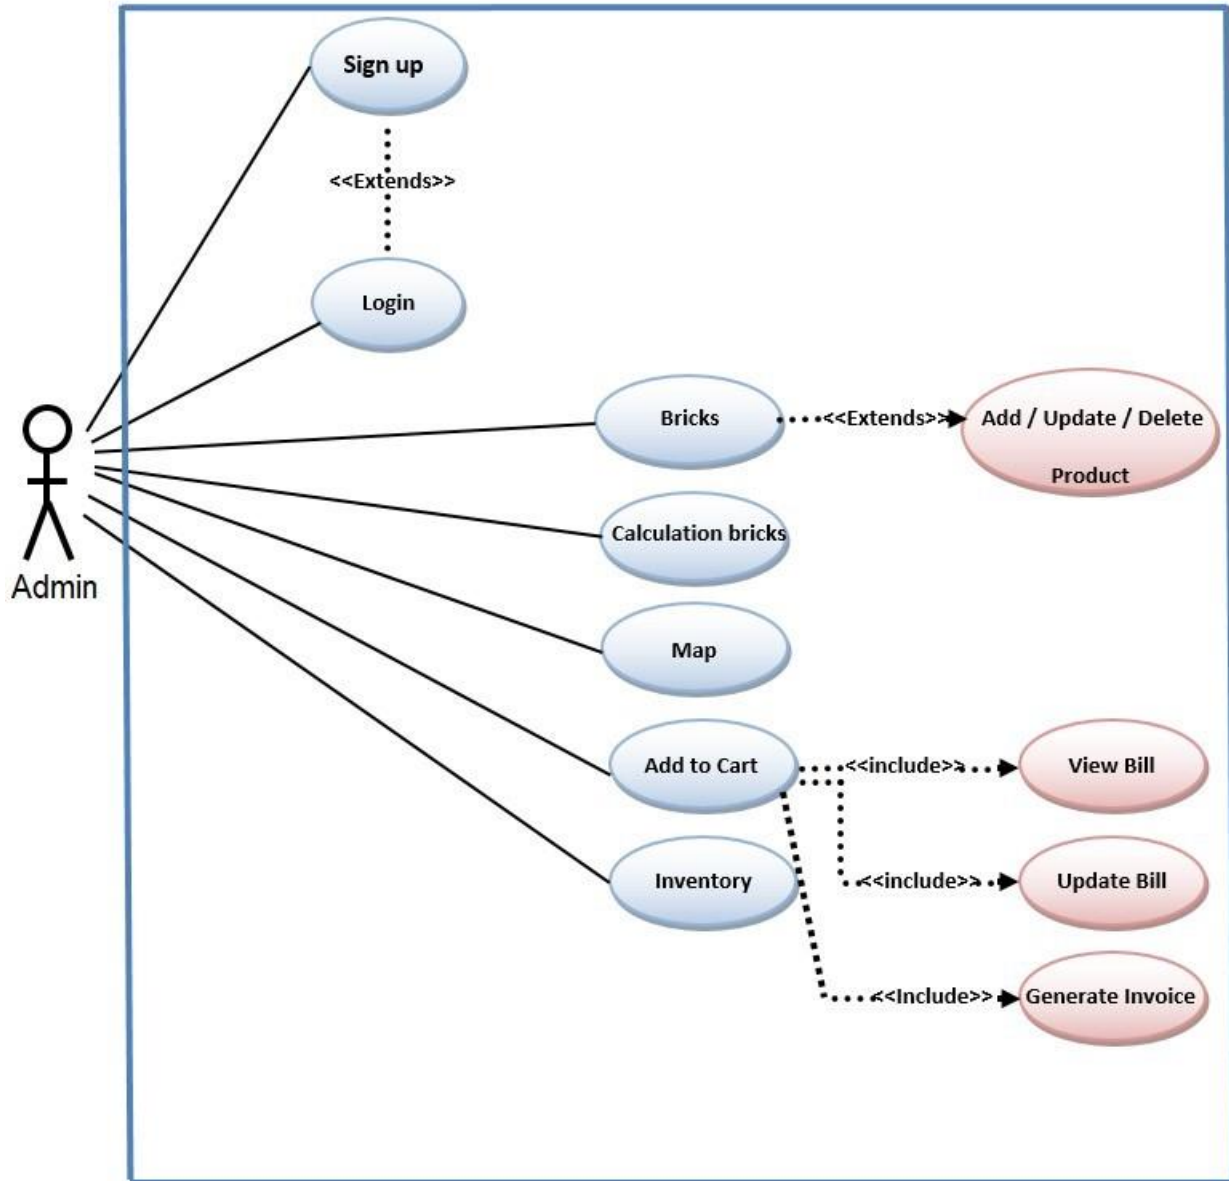 Sign up
<<Extends>>
Login
Bricks
<<Extends>>
Add / Update / Delete
Product
Calculation bricks
Admin
Map
Add to Cart
<<include>>
View Bill
Inventory
<<include>>
Update Bill
<<Include>>
Generate Invoice